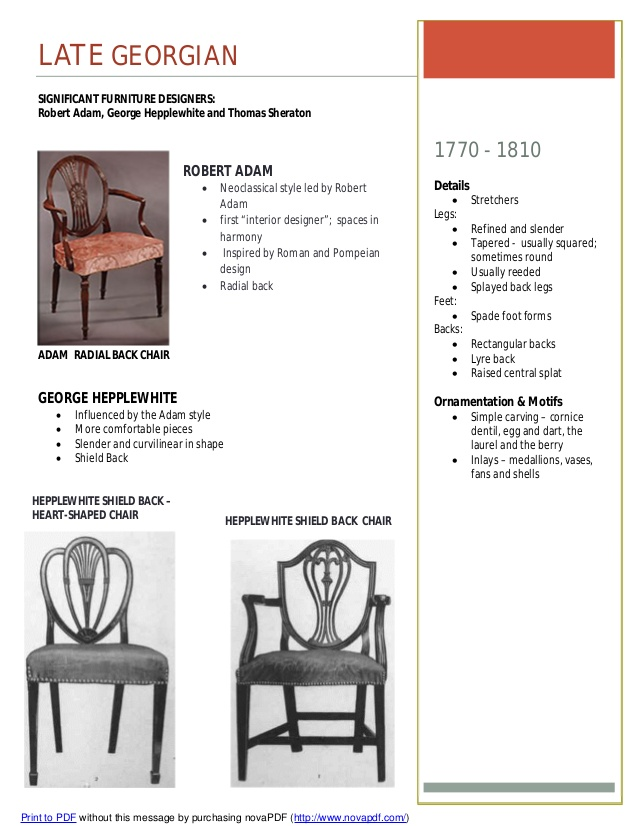 LATE GEORGIAN
SIGNIFICANT FURNITURE DESIGNERS:
Robert Adam, George Hepplewhite and Thomas Sheraton
ROBERT ADAM
• Neoclassical style led by Robert
Adam
• first “interior designer”; spaces in
harmony
• Inspired by Roman and Pompeian
design
• Radial back
ADAM RADIAL BACK CHAIR
GEORGE HEPPLEWHITE
• Influenced by the Adam style
• More comfortable pieces
• Slender and curvilinear in shape
• Shield Back
HEPPLEWHITE SHIELD BACK –
HEART-SHAPED CHAIR
HEPPLEWHITE SHIELD BACK CHAIR
1770 - 1810
Details
• Stretchers
Legs:
• Refined and slender
• Tapered - usually squared;
sometimes round
• Usually reeded
• Splayed back legs
Feet:
• Spade foot forms
Backs:
• Rectangular backs
• Lyre back
• Raised central splat
Ornamentation & Motifs
• Simple carving – cornice
dentil, egg and dart, the
laurel and the berry
• Inlays – medallions, vases,
fans and shells
Print to PDF without this message by purchasing novaPDF (http://www.novapdf.com/)